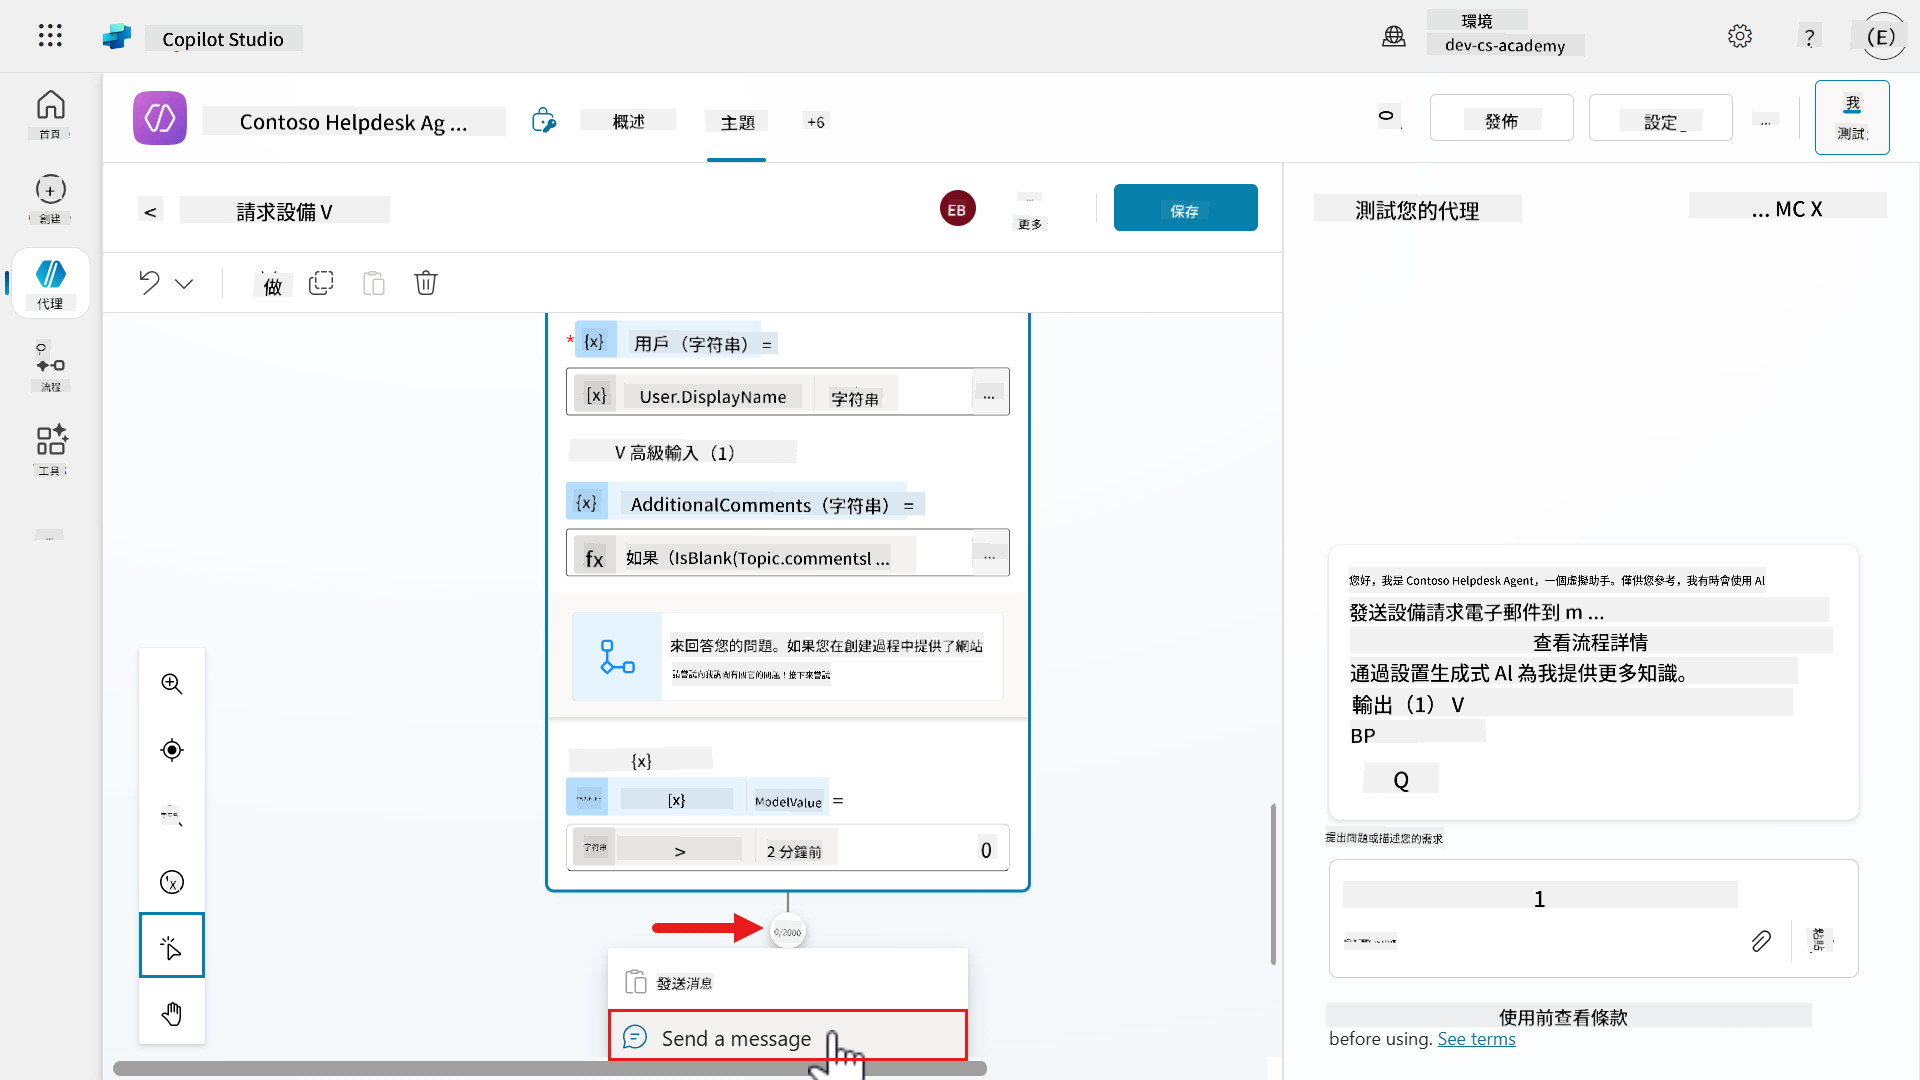 Copilot Studio
環境
dev-cs-academy
?
(E)
首頁
創建
代理
流程
工具
Contoso Helpdesk Ag ...
概述
主題
+6
發佈
設定
...
我
測試
<
請求設備 V
EB
更多
保存
做
* {x} 用戶（字符串） =
[x} User.DisplayName 字符串 ...
V 高級輸入（1）
{x} AdditionalComments（字符串） =
fx 如果（IsBlank(Topic.commentsl ... ...
來回答您的問題。如果您在創建過程中提供了網站
{x}
[x} ModelValue =
字符串 > 2 分鐘前 0
0/2000
發送消息
Send a message
測試您的代理
... MC X
您好，我是 Contoso Helpdesk Agent，一個虛擬助手。僅供您參考，我有時會使用 Al
發送設備請求電子郵件到 m ...
查看流程詳情
通過設置生成式 Al 為我提供更多知識。
輸出（1） V
BP
Q
提出問題或描述您的需求
1
使用前查看條款
before using. See terms